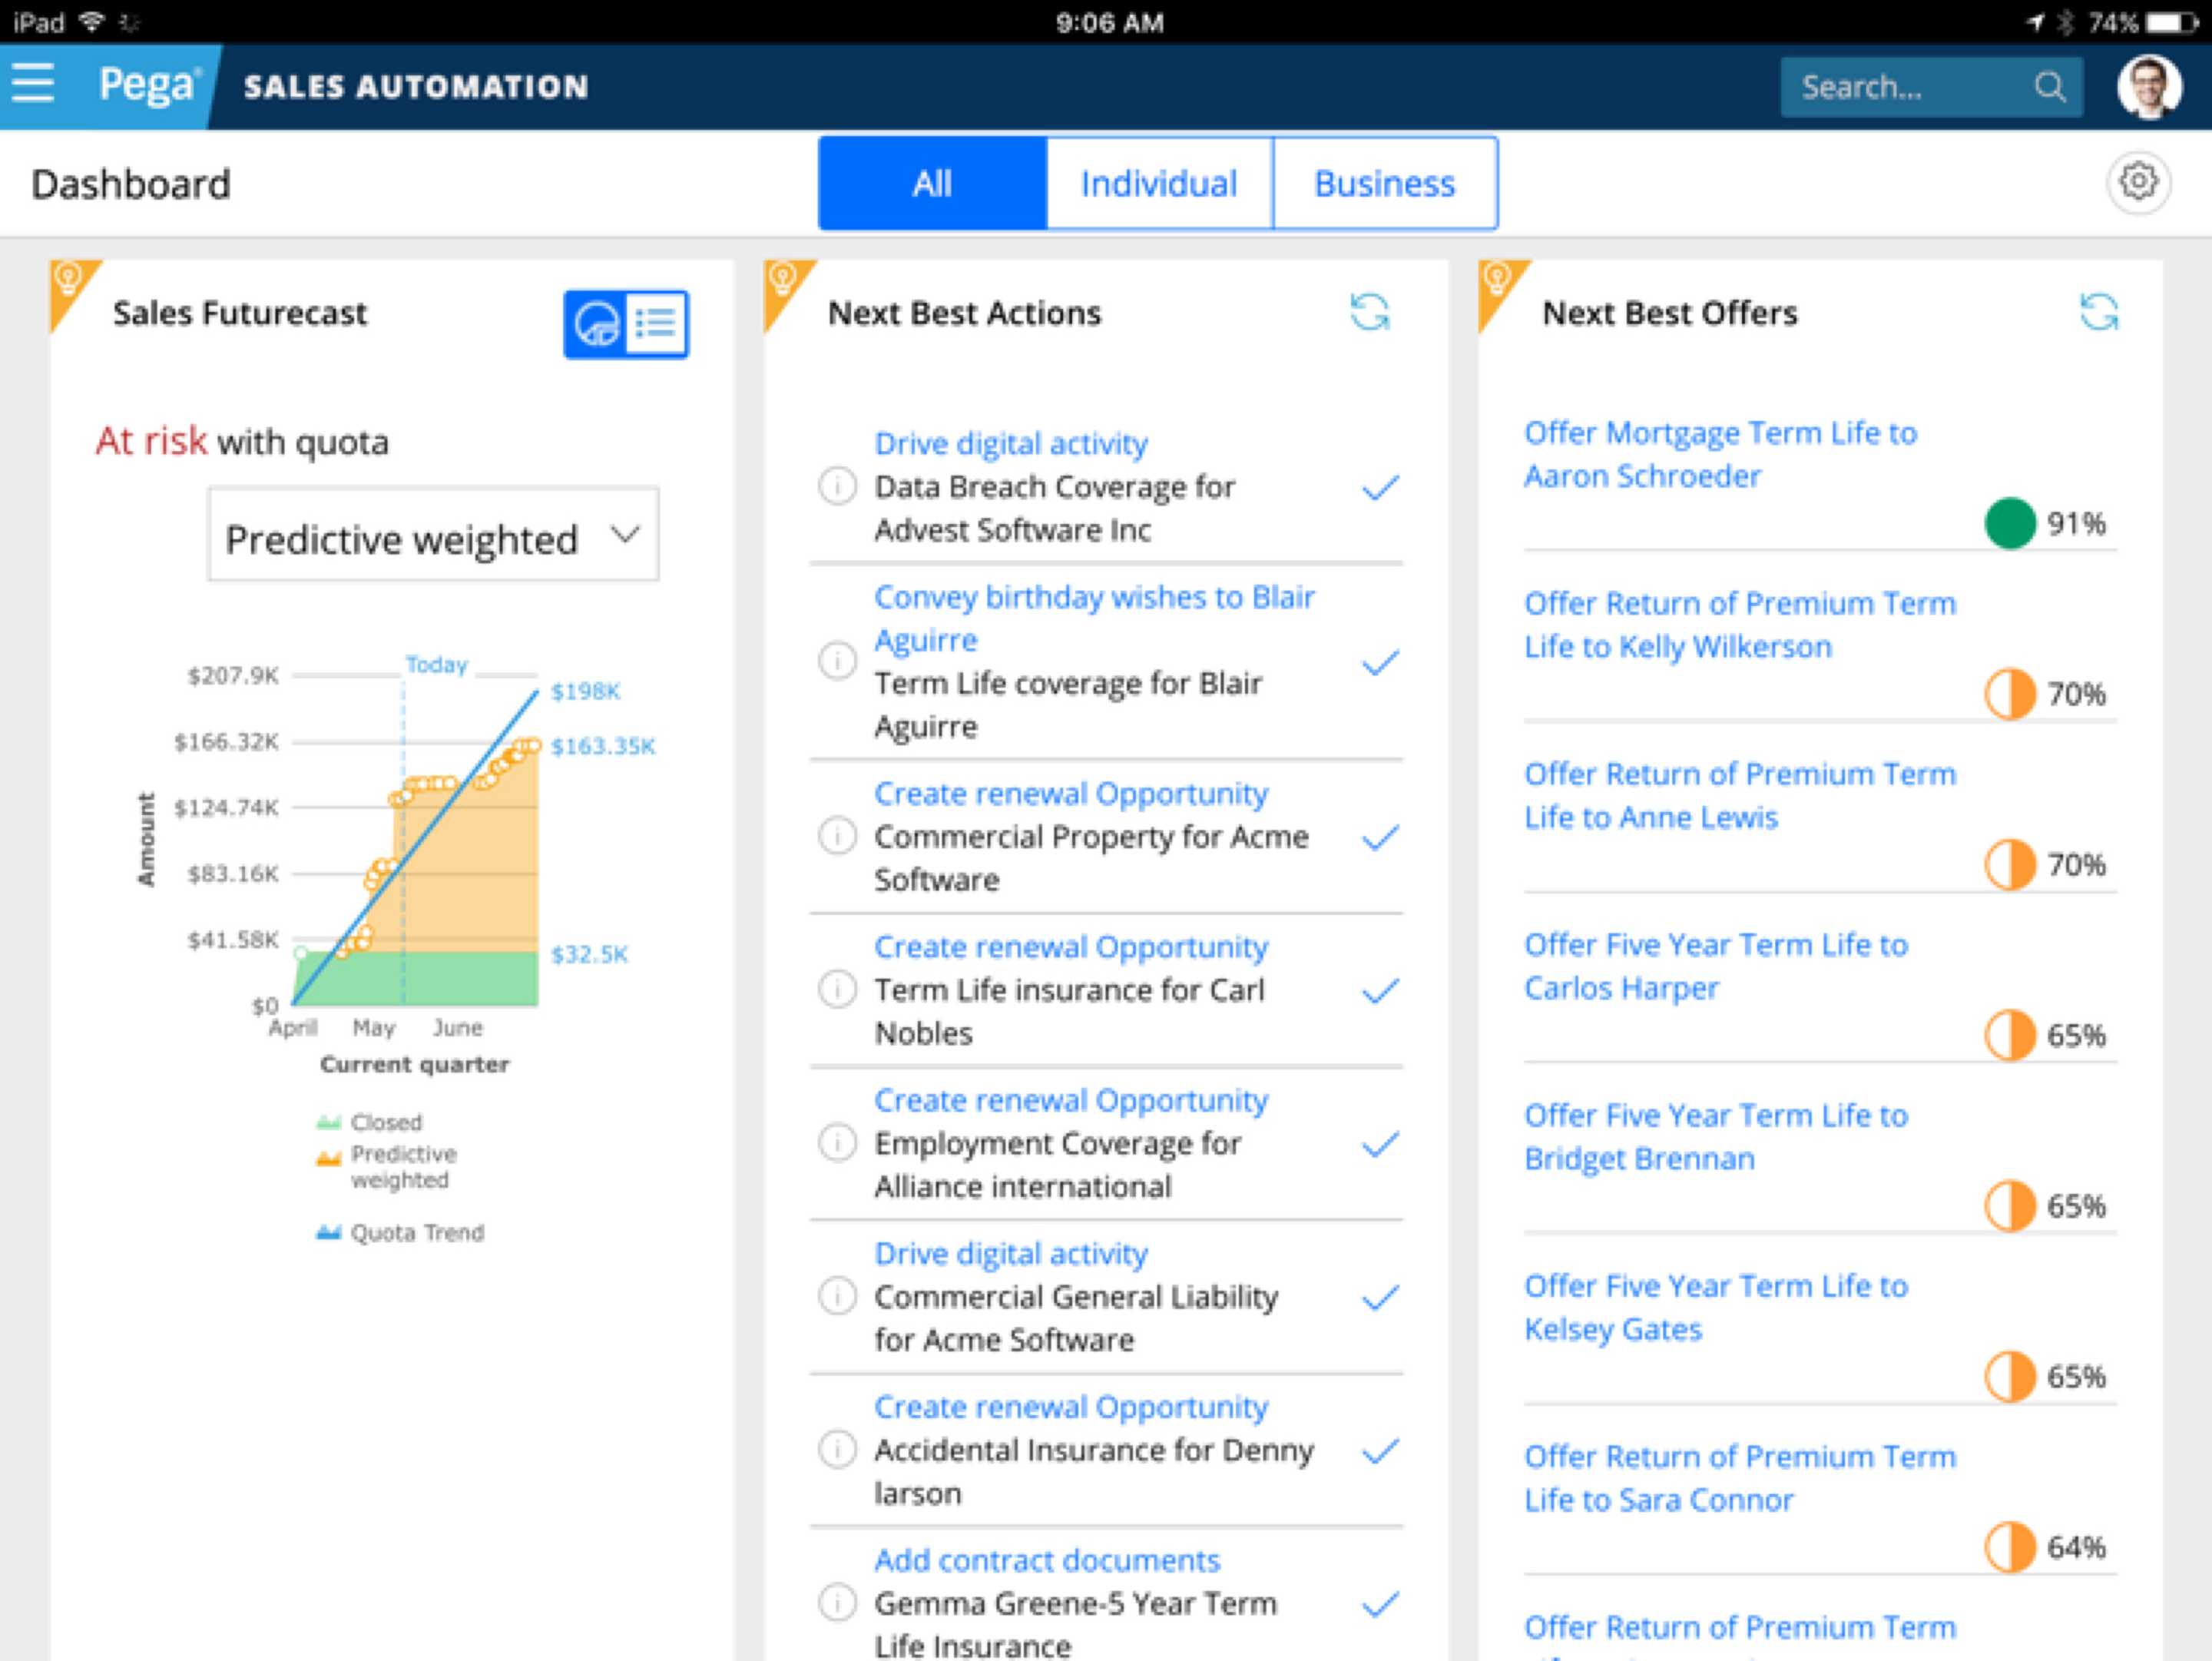 iPad
9:06 AM
74%
Pega®
SALES AUTOMATION
Search...
Dashboard
All
Individual
Business
Sales Futurecast
At risk with quota
Predictive weighted
Today
$207.9K
$198K
$166.32K
$163.35K
$124.74K
$83.16K
$41.58K
$32.5K
$0
Amount
April May June
Current quarter
Closed
Predictive
weighted
Quota Trend
Next Best Actions
Drive digital activity
Data Breach Coverage for
Advest Software Inc
Convey birthday wishes to Blair
Aguirre
Term Life coverage for Blair
Aguirre
Create renewal Opportunity
Commercial Property for Acme
Software
Create renewal Opportunity
Term Life insurance for Carl
Nobles
Create renewal Opportunity
Employment Coverage for
Alliance international
Drive digital activity
Commercial General Liability
for Acme Software
Create renewal Opportunity
Accidental Insurance for Denny
larson
Add contract documents
Gemma Greene-5 Year Term
Life Insurance
Next Best Offers
Offer Mortgage Term Life to
Aaron Schroeder
91%
Offer Return of Premium Term
Life to Kelly Wilkerson
70%
Offer Return of Premium Term
Life to Anne Lewis
70%
Offer Five Year Term Life to
Carlos Harper
65%
Offer Five Year Term Life to
Bridget Brennan
65%
Offer Five Year Term Life to
Kelsey Gates
65%
Offer Return of Premium Term
Life to Sara Connor
64%
Offer Return of Premium Term